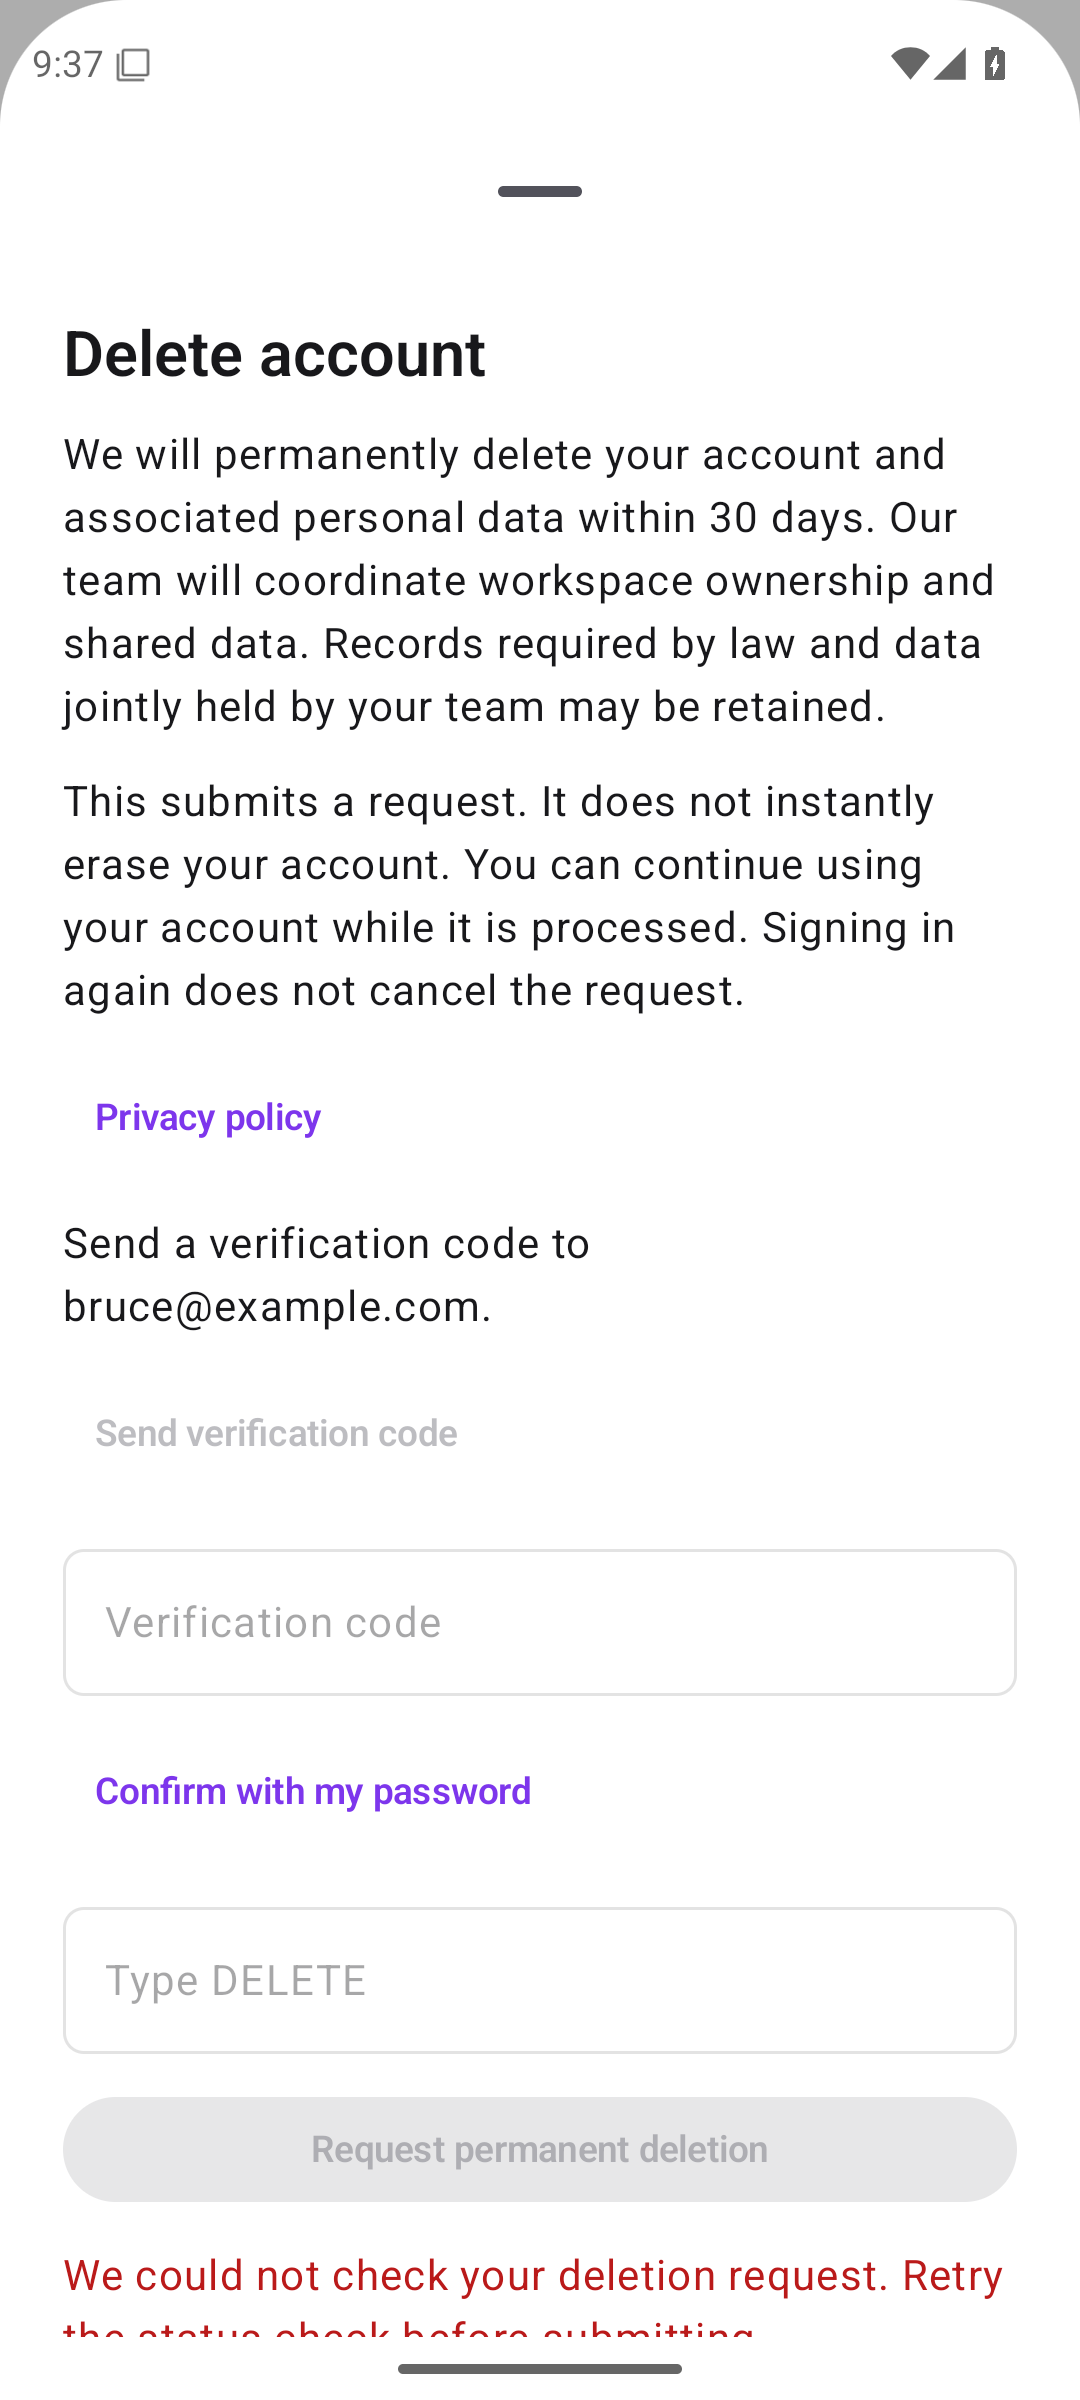 9:37
Delete account
We will permanently delete your account and
associated personal data within 30 days. Our
team will coordinate workspace ownership and
shared data. Records required by law and data
jointly held by your team may be retained.
This submits a request. It does not instantly
erase your account. You can continue using
your account while it is processed. Signing in
again does not cancel the request.
Privacy policy
Send a verification code to
bruce@example.com.
Send verification code
Verification code
Confirm with my password
Type DELETE
Request permanent deletion
We could not check your deletion request. Retry
the status check before submitting